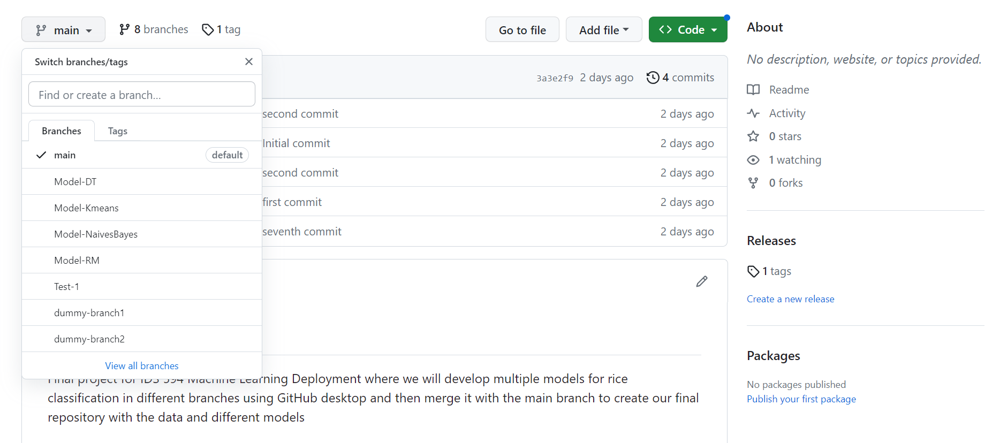 main
8 branches
1 tag
Go to file
Add file
Code
Switch branches/tags
Find or create a branch...
Branches
Tags
main
default
Model-DT
Model-Kmeans
Model-NaivesBayes
Model-RM
Test-1
dummy-branch1
dummy-branch2
View all branches
3a3e2f9 2 days ago 4 commits
second commit 2 days ago
Initial commit 2 days ago
second commit 2 days ago
first commit 2 days ago
seventh commit 2 days ago
Final project for IDS 594 Machine Learning Deployment where we will develop multiple models for rice
classification in different branches using GitHub desktop and then merge it with the main branch to create our final
repository with the data and different models
About
No description, website, or topics provided.
Readme
Activity
0 stars
1 watching
0 forks
Releases
1 tags
Create a new release
Packages
No packages published
Publish your first package